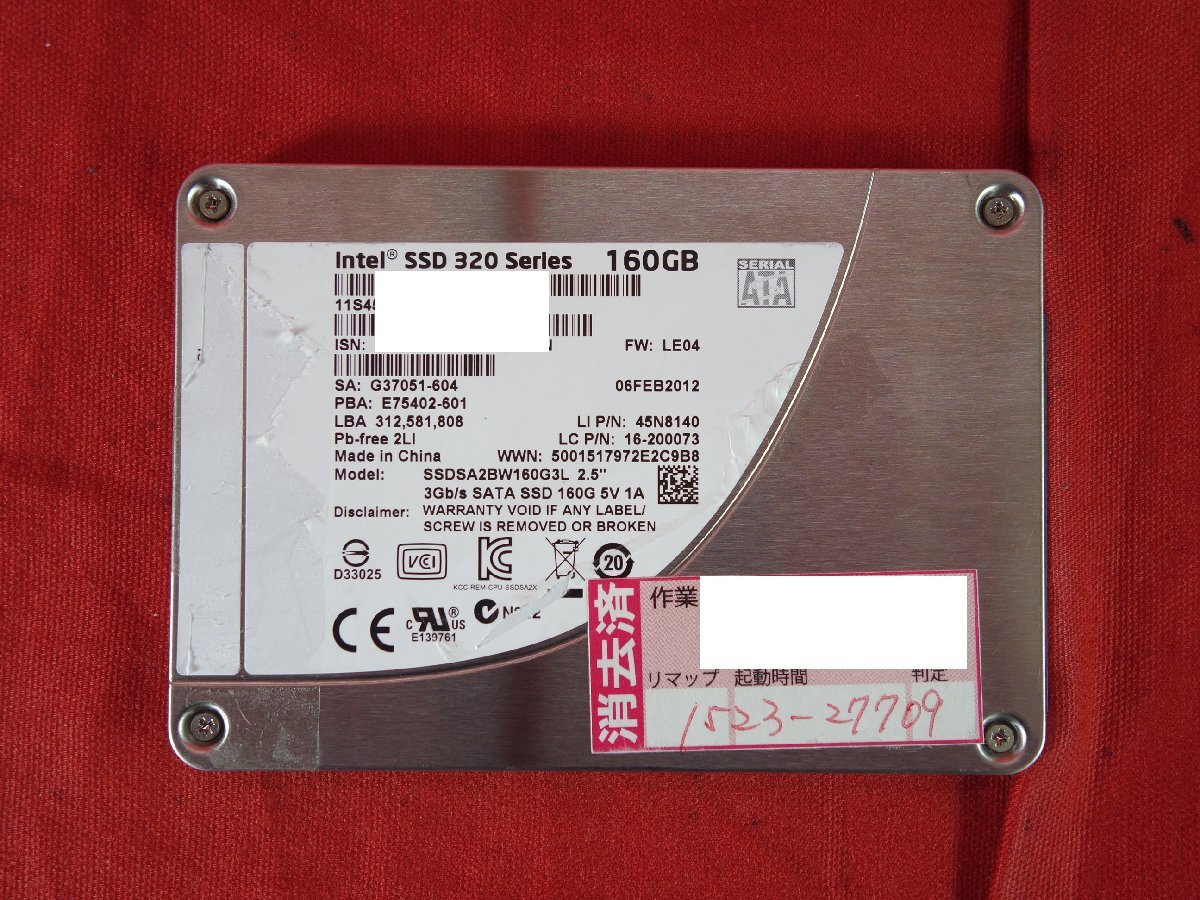 Intel® SSD 320 Series 160GB
SERIAL
ATA
ISN:
FW: LE04
SA: G37051-604 06FEB2012
PBA: E75402-601
LBA 312,581,808 LI P/N: 45N8140
Pb-free 2LI LC P/N: 16-200073
Made in China WWN: 5001517972E2C9B8
Model: SSDSA2BW160G3L 2.5"
3Gb/s SATA SSD 160G 5V 1A
Disclaimer: WARRANTY VOID IF ANY LABEL/
SCREW IS REMOVED OR BROKEN
D33025
VCI
KCC-REM-CPU-SSDSA2X
20
CE
C UL® US
E139761
消去済
作業
リマップ 起動時間 判定
1523-27709